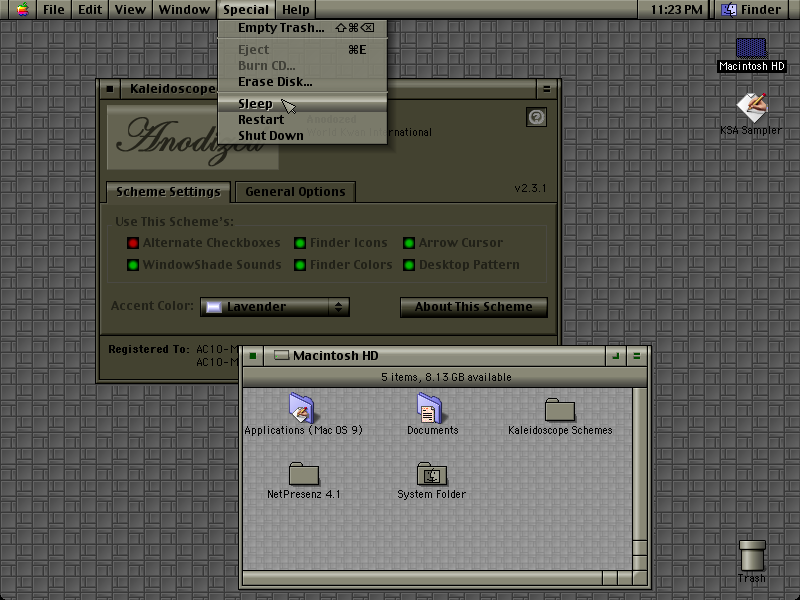 File Edit View Window Special Help 11:23 PM Finder
Empty Trash... ⇧⌘⌫
Eject ⌘E
Burn CD...
Erase Disk...
Sleep
Restart
Shut Down
Macintosh HD
KSA Sampler
Kaleidoscope
Anodized
Anodized
World Kwan International
Scheme Settings General Options v2.3.1
Use This Scheme's:
Alternate Checkboxes Finder Icons Arrow Cursor
WindowShade Sounds Finder Colors Desktop Pattern
Accent Color: Lavender About This Scheme
Registered To: AC10-M
AC10-M
Macintosh HD
5 items, 8.13 GB available
Applications (Mac OS 9) Documents Kaleidoscope Schemes
NetPresenz 4.1 System Folder
Trash